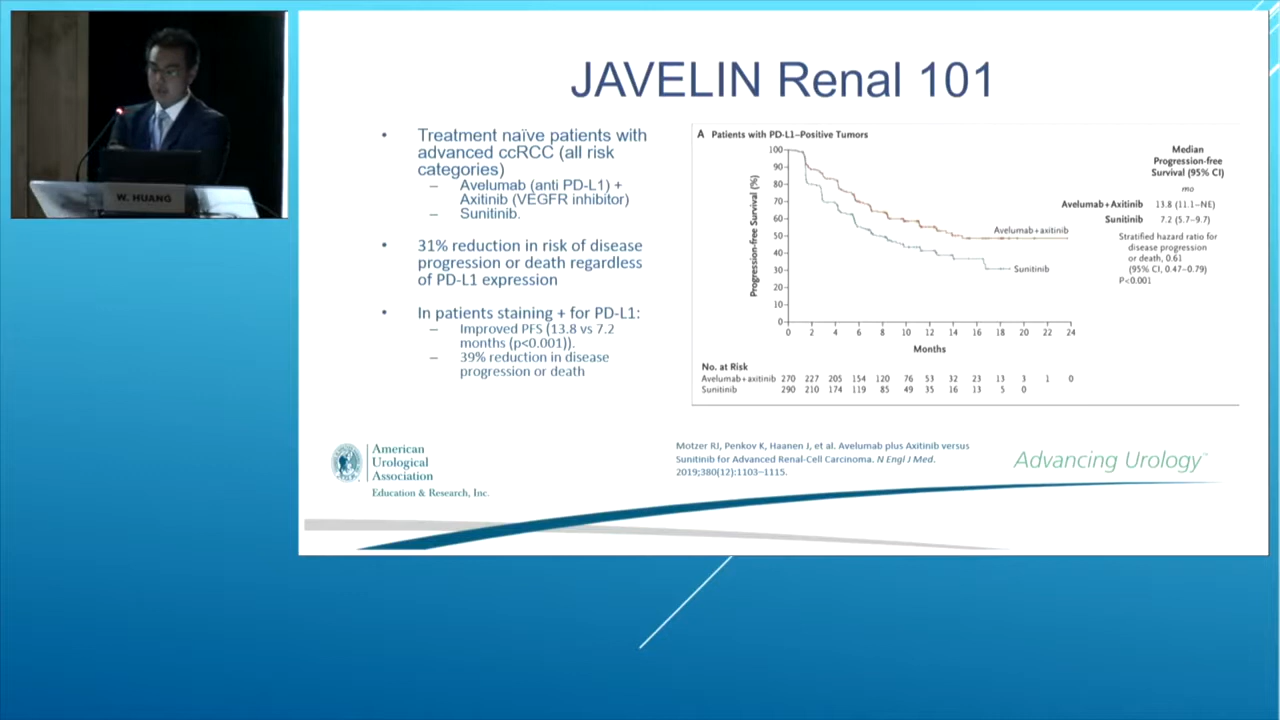 W. HUANG
JAVELIN Renal 101
• Treatment naïve patients with
advanced ccRCC (all risk
categories)
– Avelumab (anti PD-L1) +
Axitinib (VEGFR inhibitor)
– Sunitinib.
• 31% reduction in risk of disease
progression or death regardless
of PD-L1 expression
• In patients staining + for PD-L1:
– Improved PFS (13.8 vs 7.2
months (p<0.001)).
– 39% reduction in disease
progression or death
A Patients with PD-L1–Positive Tumors
Progression-free Survival (%)
100
90
80
70
60
50
40
30
20
10
0
0 2 4 6 8 10 12 14 16 18 20 22 24
Months
Avelumab+axitinib
Sunitinib
Median
Progression-free
Survival (95% CI)
mo
Avelumab+Axitinib 13.8 (11.1–NE)
Sunitinib 7.2 (5.7–9.7)
Stratified hazard ratio for
disease progression
or death, 0.61
(95% CI, 0.47–0.79)
P<0.001
No. at Risk
Avelumab+axitinib 270 227 205 154 120 76 53 32 23 13 3 1 0
Sunitinib 290 210 174 119 85 49 35 16 13 5 0
American
Urological
Association
Education & Research, Inc.
Motzer RJ, Penkov K, Haanen J, et al. Avelumab plus Axitinib versus
Sunitinib for Advanced Renal-Cell Carcinoma. N Engl J Med.
2019;380(12):1103–1115.
Advancing Urology™